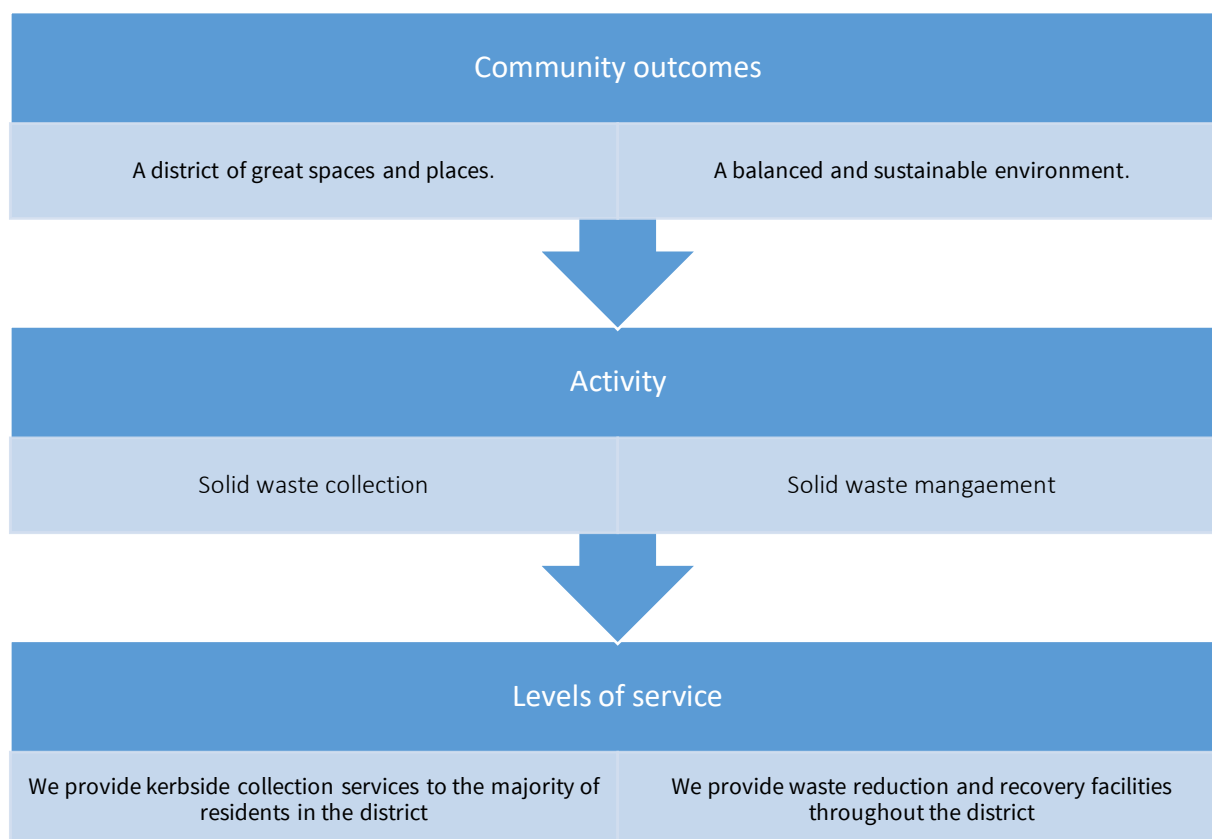 Community outcomes
A district of great spaces and places.
A balanced and sustainable environment.
Activity
Solid waste collection
Solid waste mangaement
Levels of service
We provide kerbside collection services to the majority of
residents in the district
We provide waste reduction and recovery facilities
throughout the district